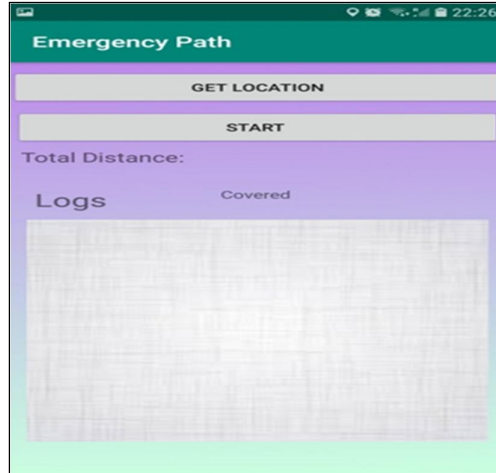 22:26
Emergency Path
GET LOCATION
START
Total Distance:
Logs Covered